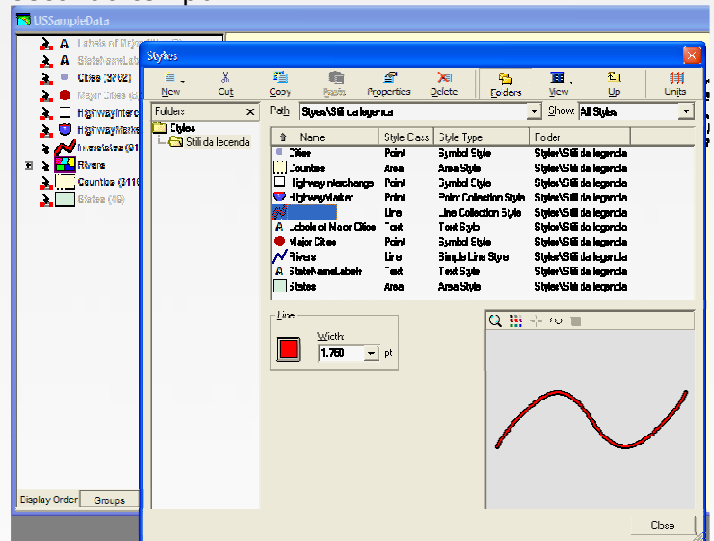 USSampleData
A Labels of Major
A StateNameLab
Cities (3762)
Major Cities
HighwayInterc
HighwayMarke
Interstates (91
Rivers
Counties (311
States (49)
Display Order Groups
Styles
New Cut Copy Paste Properties Delete Folders View Up Units
Folders × Path Styles\Stili da legenda Show: All Styles
Styles
Stili da legenda
Name Style Class Style Type Folder
Cities Point Symbol Style Styles\Stili da legenda
Counties Area Area Style Styles\Stili da legenda
Highway Interchange Point Symbol Style Styles\Stili da legenda
HighwayMarker Point Point Collection Style Styles\Stili da legenda
Line Line Collection Style Styles\Stili da legenda
A Labels of Major Cities Text Text Style Styles\Stili da legenda
Major Cities Point Symbol Style Styles\Stili da legenda
Rivers Line Simple Line Style Styles\Stili da legenda
A StateNameLabels Text Text Style Styles\Stili da legenda
States Area Area Style Styles\Stili da legenda
Line
Width:
1.760 pt
Close